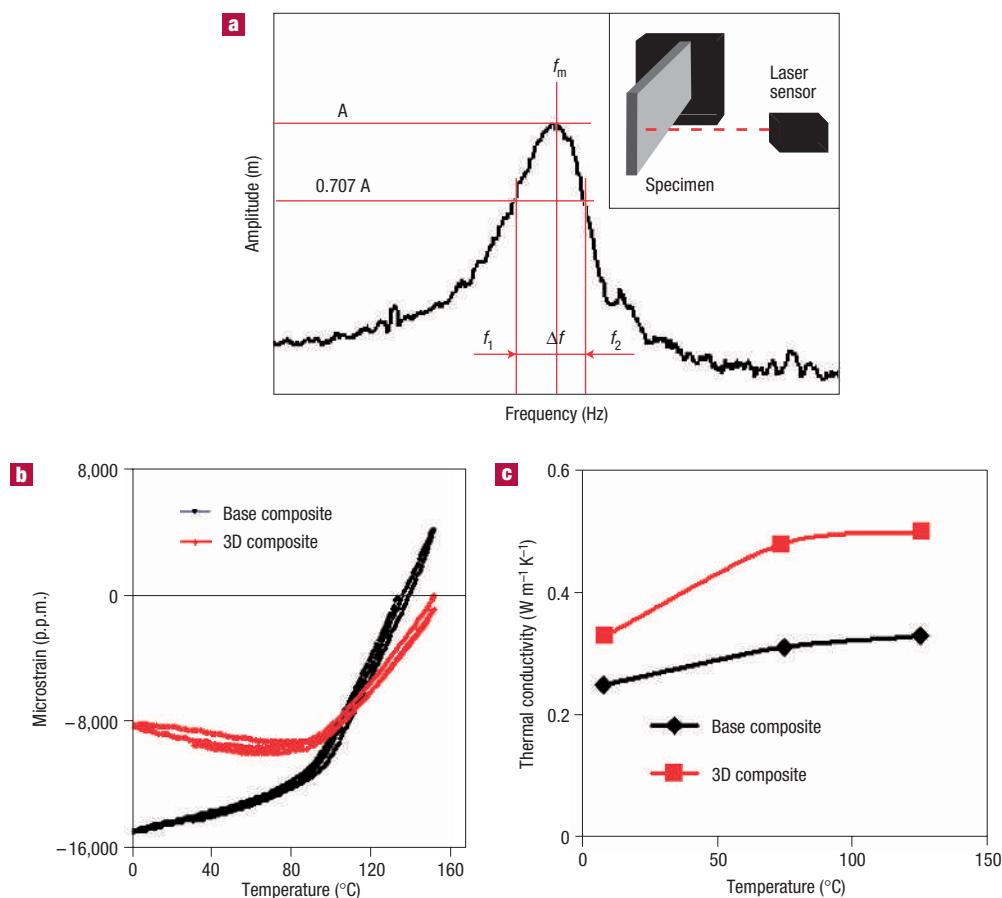 a
f_m
A
0.707 A
Amplitude (m)
f_1
Δf
f_2
Frequency (Hz)
Laser
sensor
Specimen
b
8,000
0
−8,000
−16,000
Microstrain (p.p.m.)
Base composite
3D composite
0
40
80
120
160
Temperature (°C)
c
0.6
0.4
0.2
0
Thermal conductivity (W m⁻¹ K⁻¹)
Base composite
3D composite
0
50
100
150
Temperature (°C)